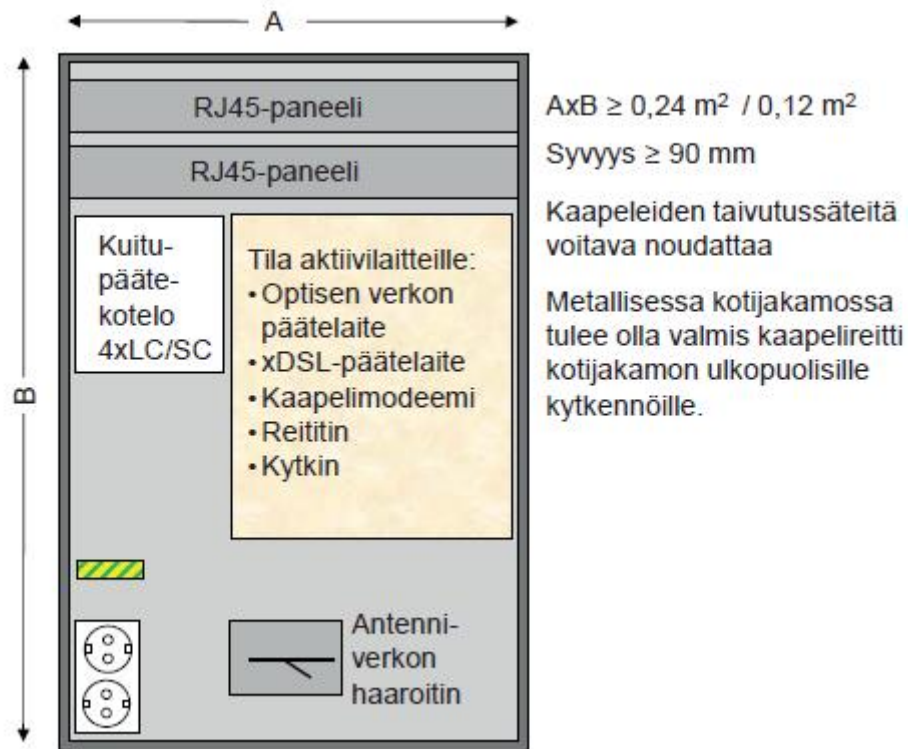 A
B
RJ45-paneeli
RJ45-paneeli
Kuitu-
pääte-
kotelo
4xLC/SC
Tila aktiivilaitteille:
•Optisen verkon
päätelaite
•xDSL-päätelaite
•Kaapelimodeemi
•Reititin
•Kytkin
Antenni-
verkon
haaroitin
AxB ≥ 0,24 m² / 0,12 m²
Syvyys ≥ 90 mm
Kaapeleiden taivutussäteitä
voitava noudattaa
Metallisessa kotijakamossa
tulee olla valmis kaapelireitti
kotijakamon ulkopuolisille
kytkennöille.